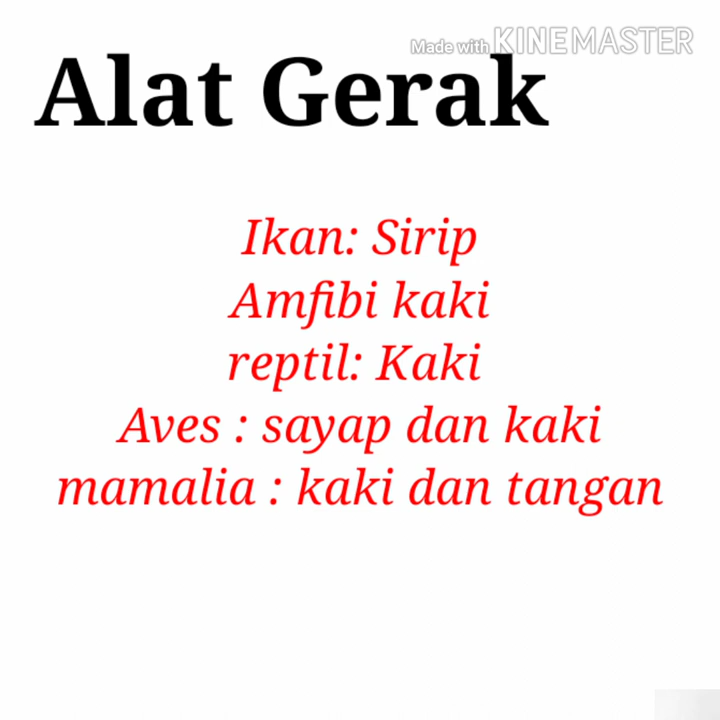 Made with KINEMASTER
Alat Gerak
Ikan: Sirip
Amfibi kaki
reptil: Kaki
Aves : sayap dan kaki
mamalia : kaki dan tangan